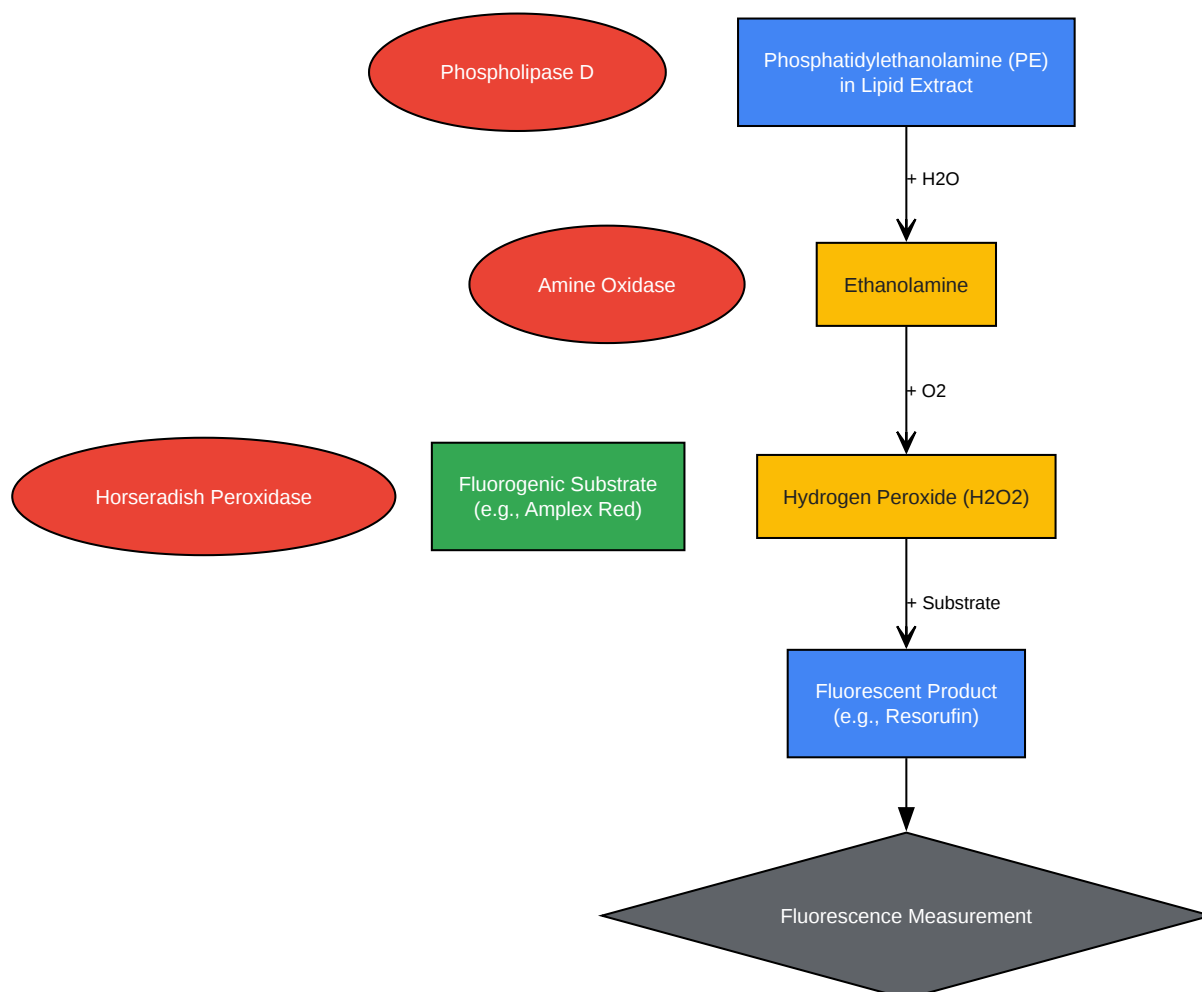 Phospholipase D
Phosphatidylethanolamine (PE)
in Lipid Extract
+ H2O
Amine Oxidase
Ethanolamine
+ O2
Horseradish Peroxidase
Fluorogenic Substrate
(e.g., Amplex Red)
Hydrogen Peroxide (H2O2)
+ Substrate
Fluorescent Product
(e.g., Resorufin)
Fluorescence Measurement